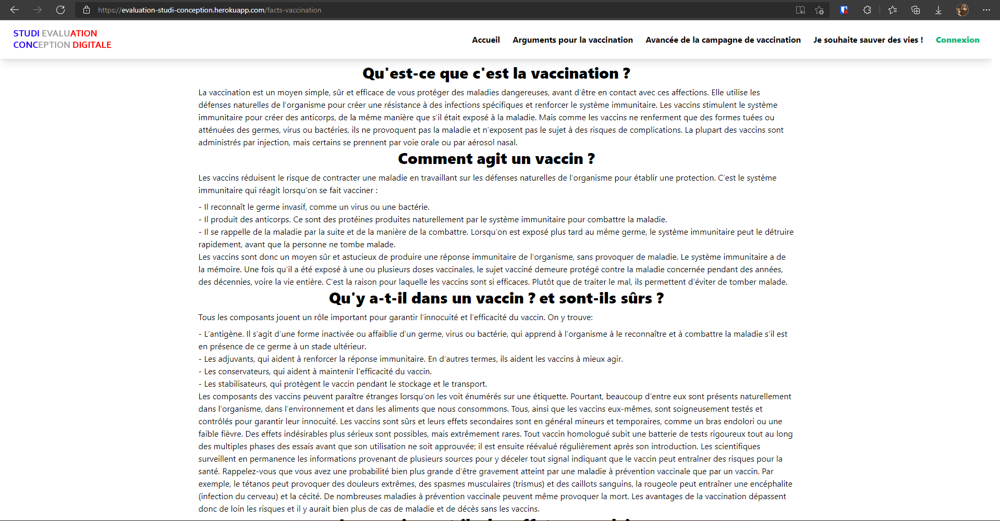 https://evaluation-studi-conception.herokuapp.com/facts-vaccination
STUDI EVALUATION
CONCEPTION DIGITALE
Accueil Arguments pour la vaccination Avancée de la campagne de vaccination Je souhaite sauver des vies ! Connexion
Qu'est-ce que c'est la vaccination ?
La vaccination est un moyen simple, sûr et efficace de vous protéger des maladies dangereuses, avant d’être en contact avec ces affections. Elle utilise les
défenses naturelles de l’organisme pour créer une résistance à des infections spécifiques et renforcer le système immunitaire. Les vaccins stimulent le système
immunitaire pour créer des anticorps, de la même manière que s’il était exposé à la maladie. Mais comme les vaccins ne renferment que des formes tuées ou
atténuées des germes, virus ou bactéries, ils ne provoquent pas la maladie et n’exposent pas le sujet à des risques de complications. La plupart des vaccins sont
administrés par injection, mais certains se prennent par voie orale ou par aérosol nasal.
Comment agit un vaccin ?
Les vaccins réduisent le risque de contracter une maladie en travaillant sur les défenses naturelles de l’organisme pour établir une protection. C’est le système
immunitaire qui réagit lorsqu’on se fait vacciner :
- Il reconnaît le germe invasif, comme un virus ou une bactérie.
- Il produit des anticorps. Ce sont des protéines produites naturellement par le système immunitaire pour combattre la maladie.
- Il se rappelle de la maladie par la suite et de la manière de la combattre. Lorsqu’on est exposé plus tard au même germe, le système immunitaire peut le détruire
rapidement, avant que la personne ne tombe malade.
Les vaccins sont donc un moyen sûr et astucieux de produire une réponse immunitaire de l’organisme, sans provoquer de maladie. Le système immunitaire a de
la mémoire. Une fois qu’il a été exposé à une ou plusieurs doses vaccinales, le sujet vacciné demeure protégé contre la maladie concernée pendant des années,
des décennies, voire la vie entière. C’est la raison pour laquelle les vaccins sont si efficaces. Plutôt que de traiter le mal, ils permettent d’éviter de tomber malade.
Qu'y a-t-il dans un vaccin ? et sont-ils sûrs ?
Tous les composants jouent un rôle important pour garantir l’innocuité et l’efficacité du vaccin. On y trouve:
- L’antigène. Il s’agit d’une forme inactivée ou affaiblie d’un germe, virus ou bactérie, qui apprend à l’organisme à le reconnaître et à combattre la maladie s’il est
en présence de ce germe à un stade ultérieur.
- Les adjuvants, qui aident à renforcer la réponse immunitaire. En d’autres termes, ils aident les vaccins à mieux agir.
- Les conservateurs, qui aident à maintenir l’efficacité du vaccin.
- Les stabilisateurs, qui protègent le vaccin pendant le stockage et le transport.
Les composants des vaccins peuvent paraître étranges lorsqu’on les voit énumérés sur une étiquette. Pourtant, beaucoup d’entre eux sont présents naturellement
dans l’organisme, dans l’environnement et dans les aliments que nous consommons. Tous, ainsi que les vaccins eux-mêmes, sont soigneusement testés et
contrôlés pour garantir leur innocuité. Les vaccins sont sûrs et leurs effets secondaires sont en général mineurs et temporaires, comme un bras endolori ou une
faible fièvre. Des effets indésirables plus sérieux sont possibles, mais extrêmement rares. Tout vaccin homologué subit une batterie de tests rigoureux tout au long
des multiples phases des essais avant que son utilisation ne soit approuvée; il est ensuite réévalué régulièrement après son introduction. Les scientifiques
surveillent en permanence les informations provenant de plusieurs sources pour y déceler tout signal indiquant que le vaccin peut entraîner des risques pour la
santé. Rappelez-vous que vous avez une probabilité bien plus grande d’être gravement atteint par une maladie à prévention vaccinale que par un vaccin. Par
exemple, le tétanos peut provoquer des douleurs extrêmes, des spasmes musculaires (trismus) et des caillots sanguins, la rougeole peut entraîner une encéphalite
(infection du cerveau) et la cécité. De nombreuses maladies à prévention vaccinale peuvent même provoquer la mort. Les avantages de la vaccination dépassent
donc de loin les risques et il y aurait bien plus de cas de maladie et de décès sans les vaccins.